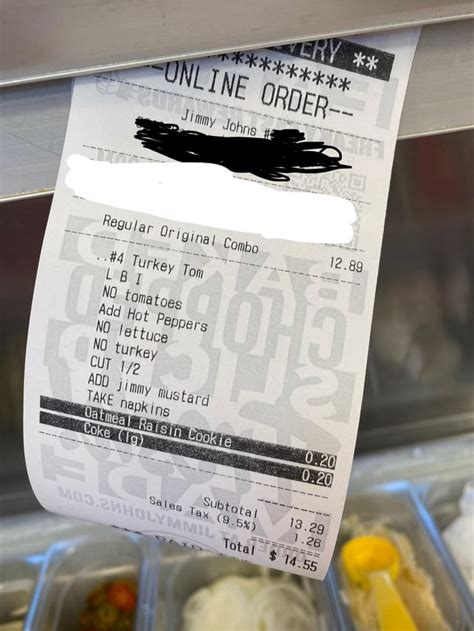 VERY **
************
--ONLINE ORDER--
Jimmy Johns #
Regular Original Combo 12.89
..#4 Turkey Tom
L B I
NO tomatoes
Add Hot Peppers
NO lettuce
NO turkey
CUT 1/2
ADD jimmy mustard
TAKE napkins
Oatmeal Raisin Cookie 0.20
Coke (lg) 0.20
Subtotal 13.29
Sales Tax (9.5%) 1.26
Total $ 14.55
PAID